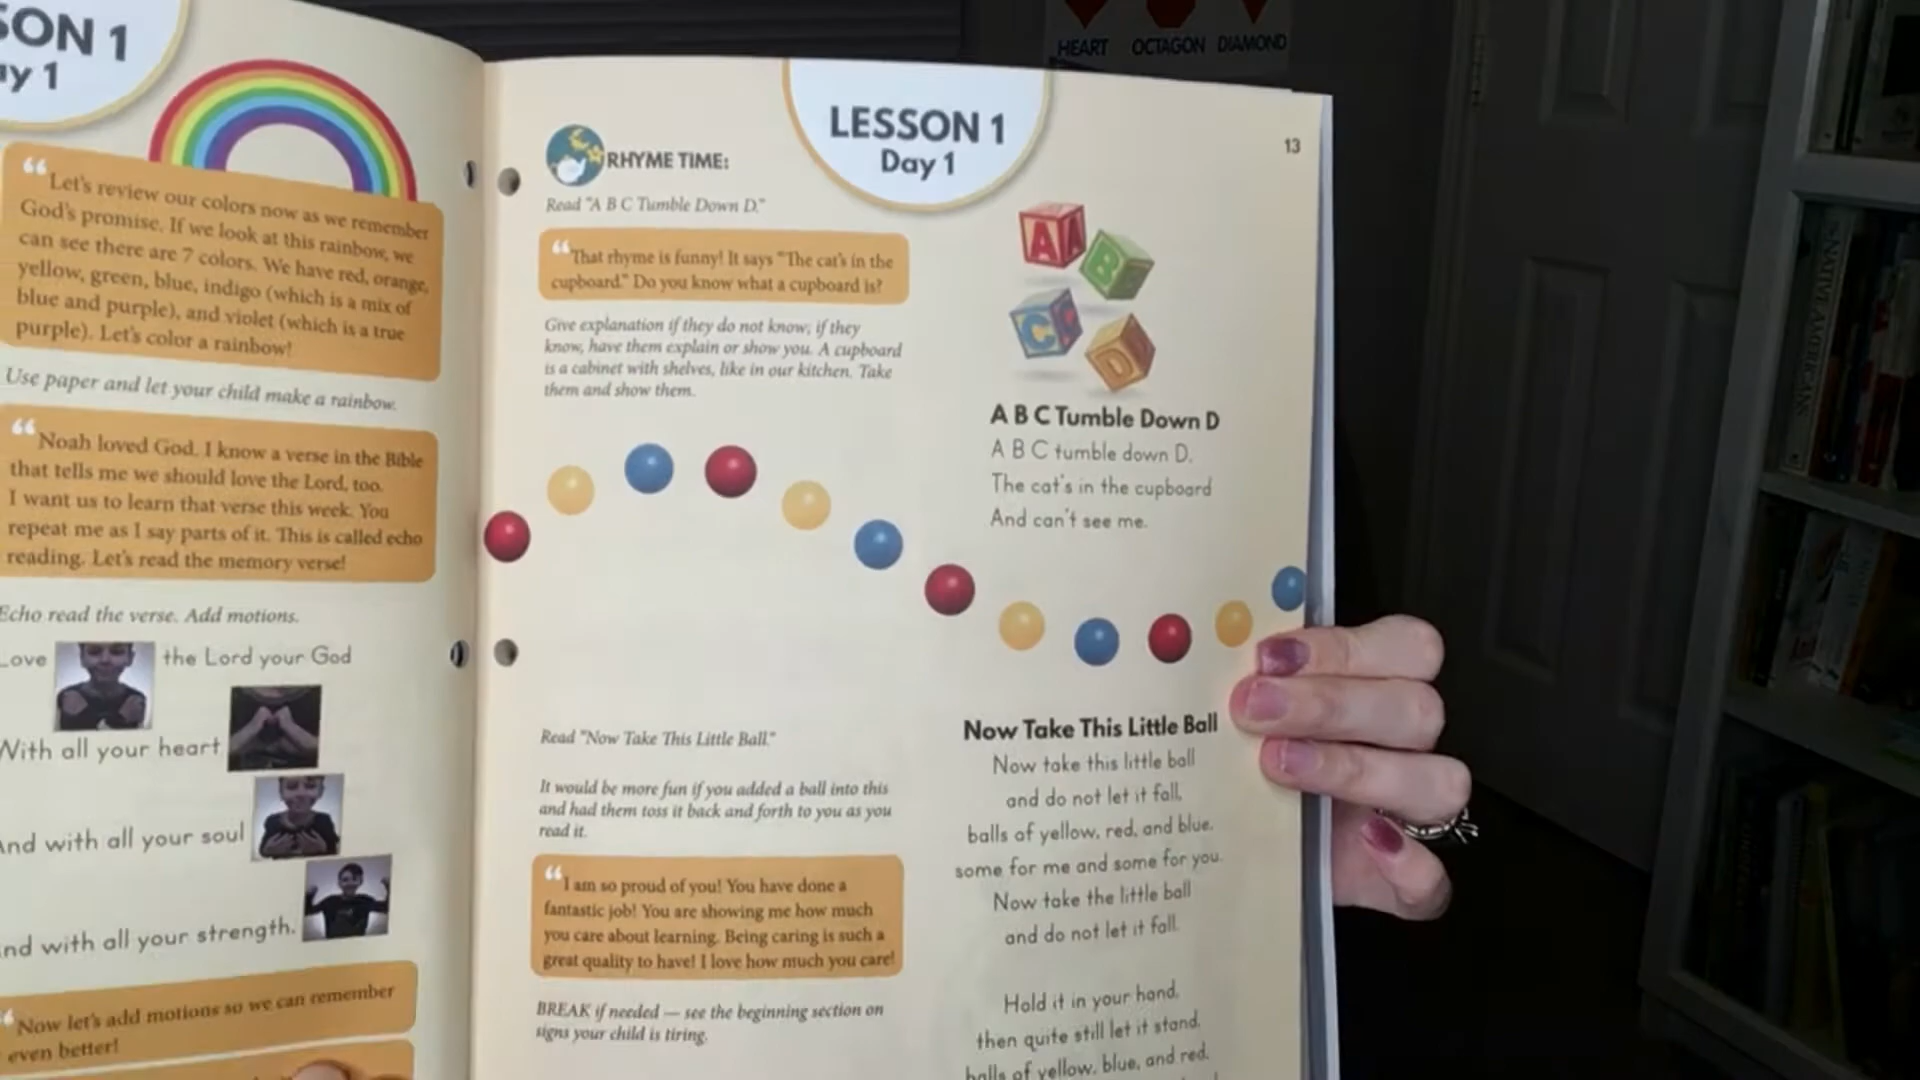 HEART OCTAGON DIAMOND
SON 1
y 1
"Let's review our colors now as we remember
God's promise. If we look at this rainbow, we
can see there are 7 colors. We have red, orange,
yellow, green, blue, indigo (which is a mix of
blue and purple), and violet (which is a true
purple). Let's color a rainbow!
Use paper and let your child make a rainbow.
"Noah loved God. I know a verse in the Bible
that tells me we should love the Lord, too.
I want us to learn that verse this week. You
repeat me as I say parts of it. This is called echo
reading. Let's read the memory verse!
Echo read the verse. Add motions.
Love the Lord your God
With all your heart
And with all your soul
nd with all your strength.
"Now let's add motions so we can remember
even better!
LESSON 1
Day 1
13
RHYME TIME:
Read "A B C Tumble Down D."
"That rhyme is funny! It says "The cat's in the
cupboard." Do you know what a cupboard is?
Give explanation if they do not know; if they
know, have them explain or show you. A cupboard
is a cabinet with shelves, like in our kitchen. Take
them and show them.
A
A
B
C
C
D
A B C Tumble Down D
A B C tumble down D,
The cat's in the cupboard
And can't see me.
Read "Now Take This Little Ball."
It would be more fun if you added a ball into this
and had them toss it back and forth to you as you
read it.
"I am so proud of you! You have done a
fantastic job! You are showing me how much
you care about learning. Being caring is such a
great quality to have! I love how much you care!
BREAK if needed — see the beginning section on
signs your child is tiring.
Now Take This Little Ball
Now take this little ball
and do not let it fall,
balls of yellow, red, and blue,
some for me and some for you.
Now take the little ball
and do not let it fall.
Hold it in your hand,
then quite still let it stand,
balls of yellow, blue, and red,
NATIVE AMERICANS